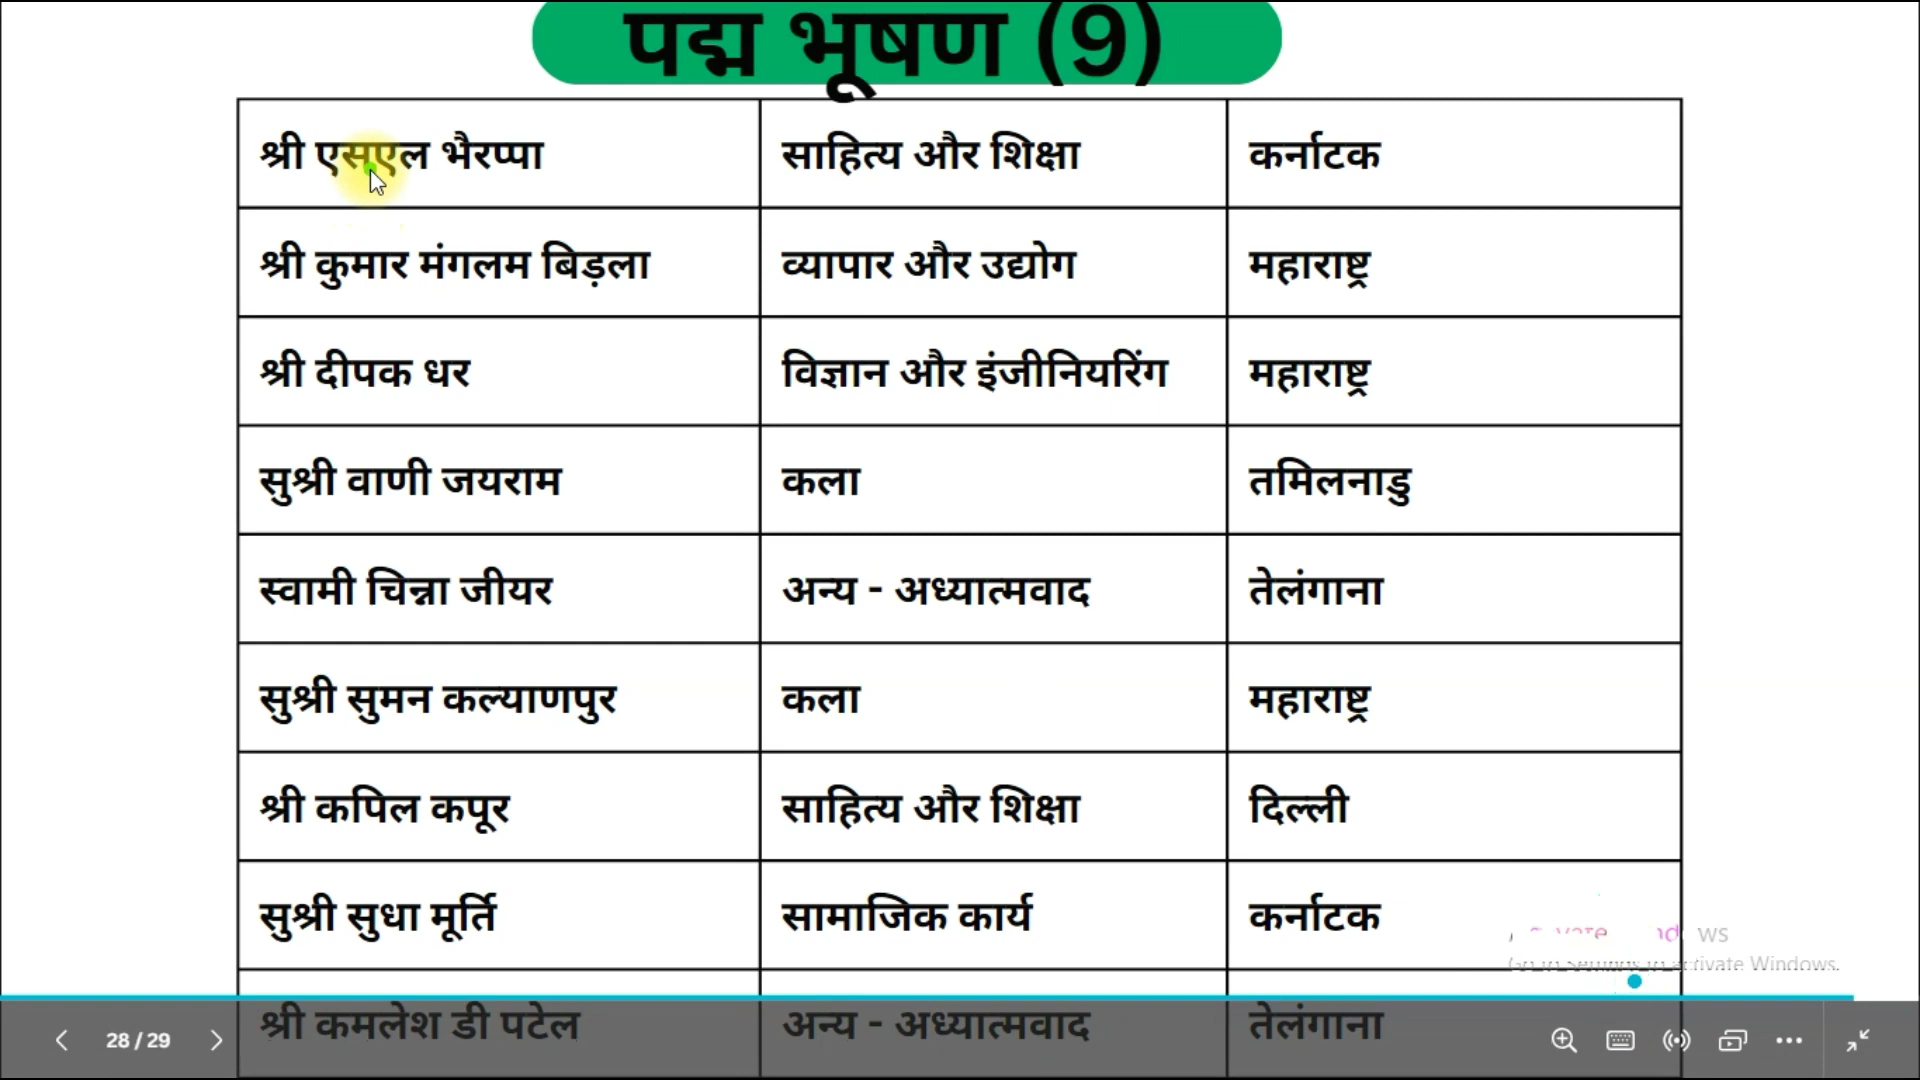 पद्म भूषण (9)
श्री एसएल भैरप्पा साहित्य और शिक्षा कर्नाटक
श्री कुमार मंगलम बिड़ला व्यापार और उद्योग महाराष्ट्र
श्री दीपक धर विज्ञान और इंजीनियरिंग महाराष्ट्र
सुश्री वाणी जयराम कला तमिलनाडु
स्वामी चिन्ना जीयर अन्य - अध्यात्मवाद तेलंगाना
सुश्री सुमन कल्याणपुर कला महाराष्ट्र
श्री कपिल कपूर साहित्य और शिक्षा दिल्ली
सुश्री सुधा मूर्ति सामाजिक कार्य कर्नाटक
Windows.
श्री कमलेश डी पटेल अन्य - अध्यात्मवाद तेलंगाना
28 / 29